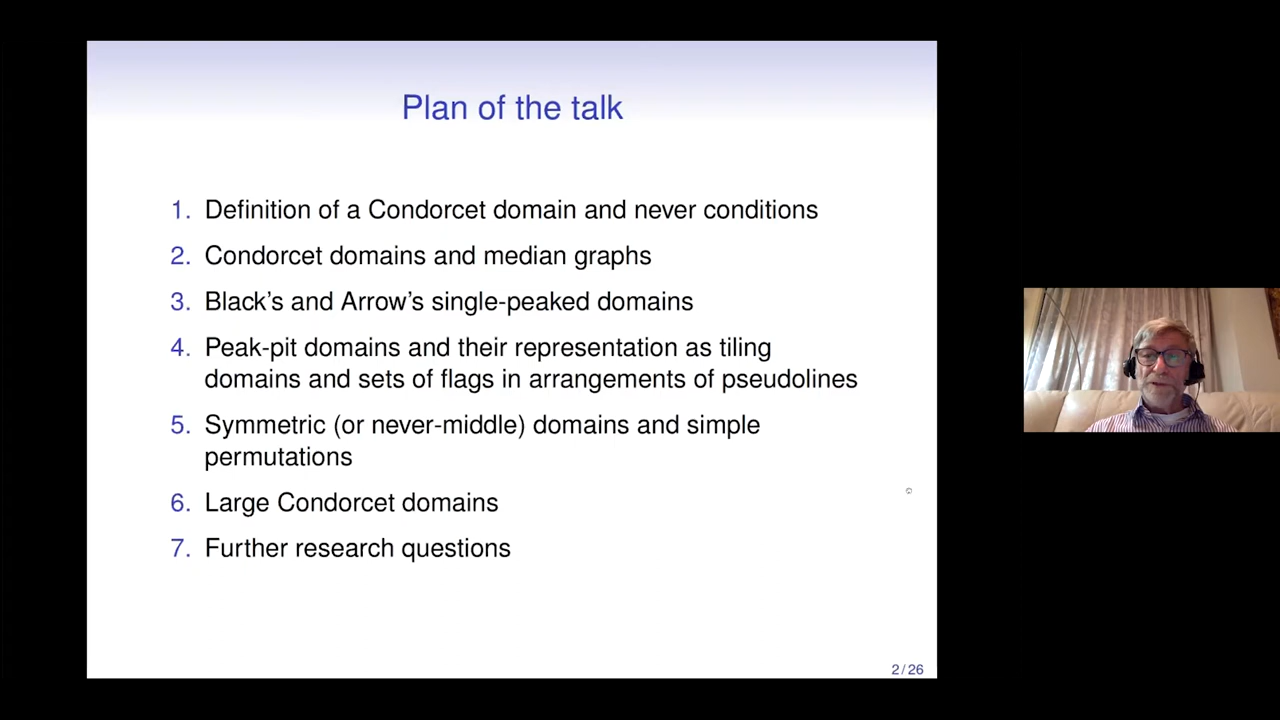 Plan of the talk
1. Definition of a Condorcet domain and never conditions
2. Condorcet domains and median graphs
3. Black's and Arrow's single-peaked domains
4. Peak-pit domains and their representation as tiling
domains and sets of flags in arrangements of pseudolines
5. Symmetric (or never-middle) domains and simple
permutations
6. Large Condorcet domains
7. Further research questions
2 / 26